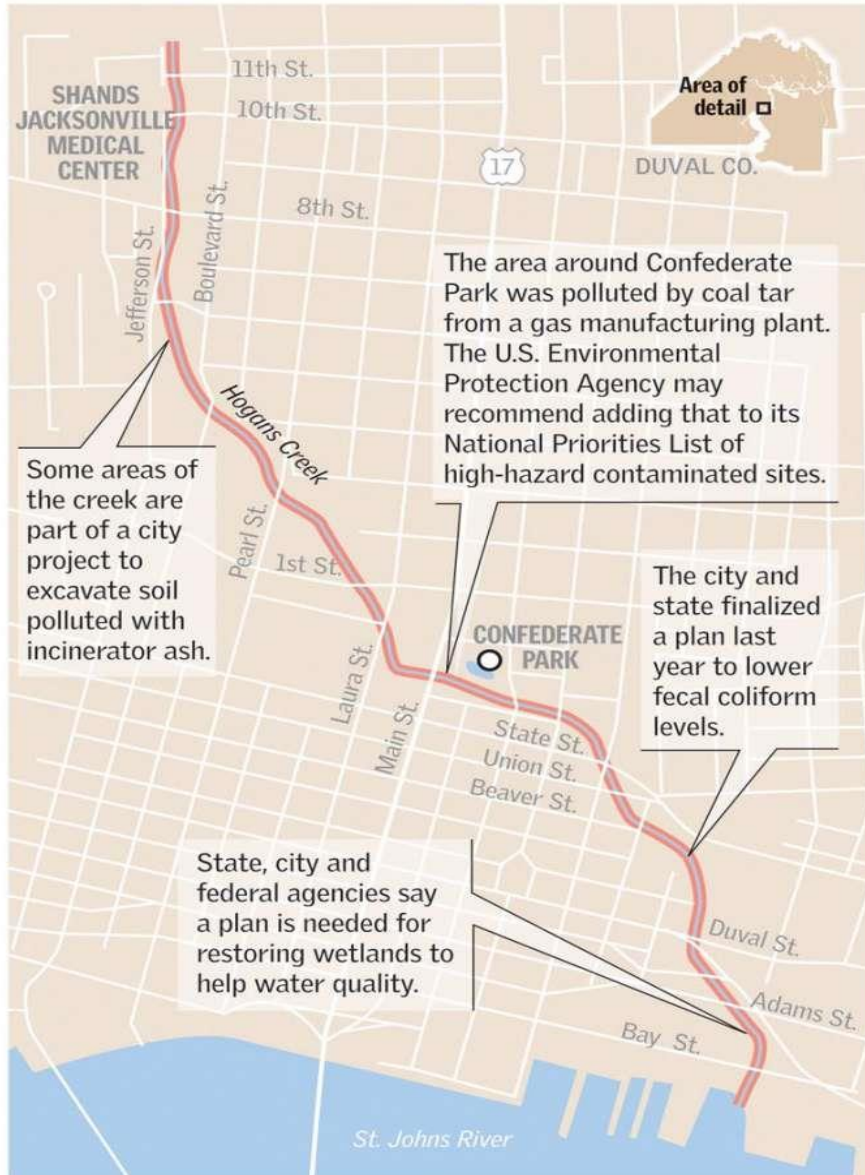 11th St.
SHANDS
JACKSONVILLE
MEDICAL
CENTER
10th St.
Area of
detail
17
DUVAL CO.
8th St.
Jefferson St.
Boulevard St.
The area around Confederate
Park was polluted by coal tar
from a gas manufacturing plant.
The U.S. Environmental
Protection Agency may
recommend adding that to its
National Priorities List of
high-hazard contaminated sites.
Hogans Creek
Some areas of
the creek are
part of a city
project to
excavate soil
polluted with
incinerator ash.
Pearl St.
1st St.
The city and
state finalized
a plan last
year to lower
fecal coliform
levels.
CONFEDERATE
PARK
Laura St.
Main St.
State St.
Union St.
Beaver St.
State, city and
federal agencies say
a plan is needed for
restoring wetlands to
help water quality.
Duval St.
Adams St.
Bay St.
St. Johns River